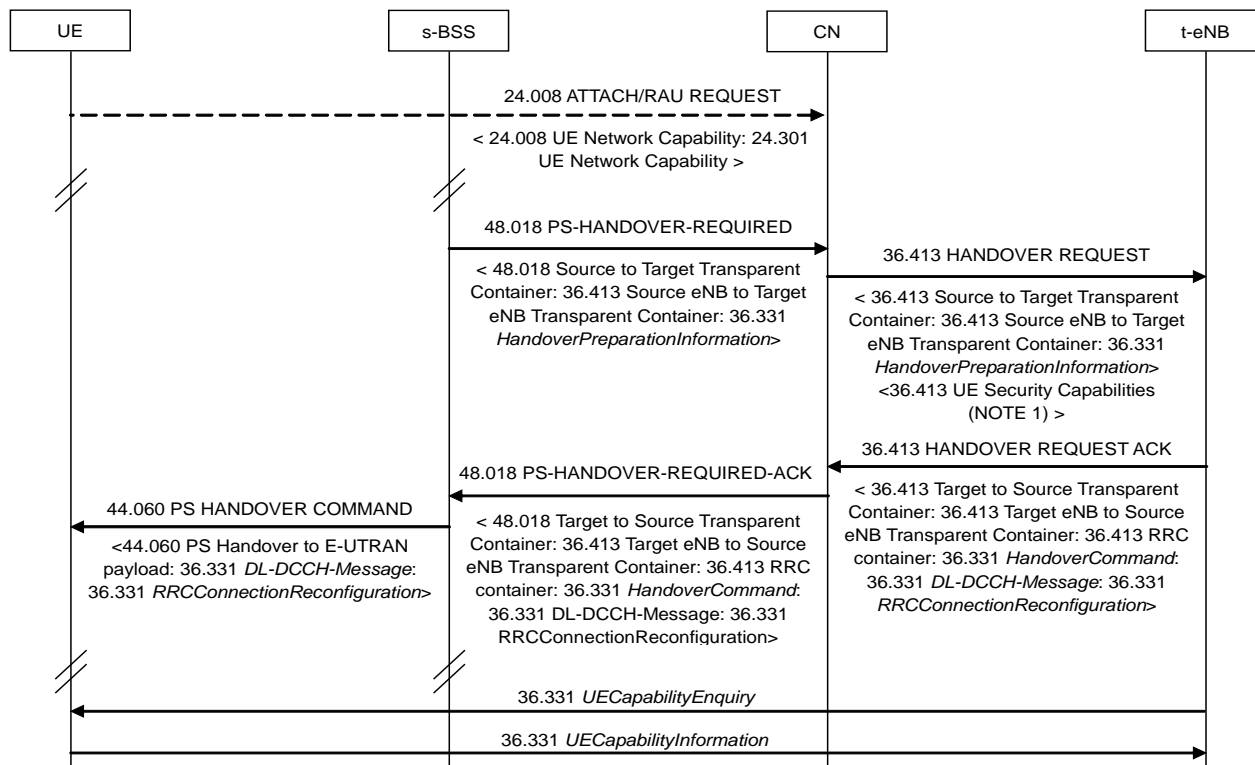 UE
s-BSS
CN
t-eNB
24.008 ATTACH/RAU REQUEST
< 24.008 UE Network Capability: 24.301
UE Network Capability >
48.018 PS-HANDOVER-REQUIRED
< 48.018 Source to Target Transparent
Container: 36.413 Source eNB to Target
eNB Transparent Container: 36.331
HandoverPreparationInformation>
36.413 HANDOVER REQUEST
< 36.413 Source to Target Transparent
Container: 36.413 Source eNB to Target
eNB Transparent Container: 36.331
HandoverPreparationInformation>
<36.413 UE Security Capabilities
(NOTE 1) >
36.413 HANDOVER REQUEST ACK
< 36.413 Target to Source Transparent
Container: 36.413 Target eNB to Source
eNB Transparent Container: 36.413 RRC
container: 36.331 HandoverCommand:
36.331 DL-DCCH-Message: 36.331
RRCConnectionReconfiguration>
48.018 PS-HANDOVER-REQUIRED-ACK
< 48.018 Target to Source Transparent
Container: 36.413 Target eNB to Source
eNB Transparent Container: 36.413 RRC
container: 36.331 HandoverCommand:
36.331 DL-DCCH-Message: 36.331
RRCConnectionReconfiguration>
44.060 PS HANDOVER COMMAND
<44.060 PS Handover to E-UTRAN
payload: 36.331 DL-DCCH-Message:
36.331 RRCConnectionReconfiguration>
36.331 UECapabilityEnquiry
36.331 UECapabilityInformation